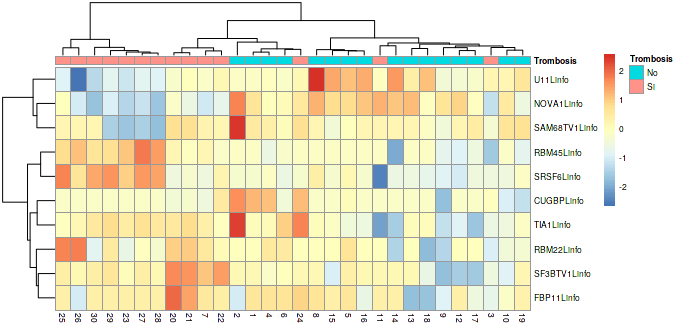 Trombosis
Trombosis
No
SI
2
1
0
-1
-2
U11Linfo
NOVA1Linfo
SAM68TV1Linfo
RBM45Linfo
SRSF6Linfo
CUGBPLinfo
TIA1Linfo
RBM22Linfo
SF3BTV1Linfo
FBP11Linfo
25 26 30 29 23 27 28 20 21 7 22 2 1 4 6 24 8 15 5 16 11 14 13 18 9 12 17 3 10 19